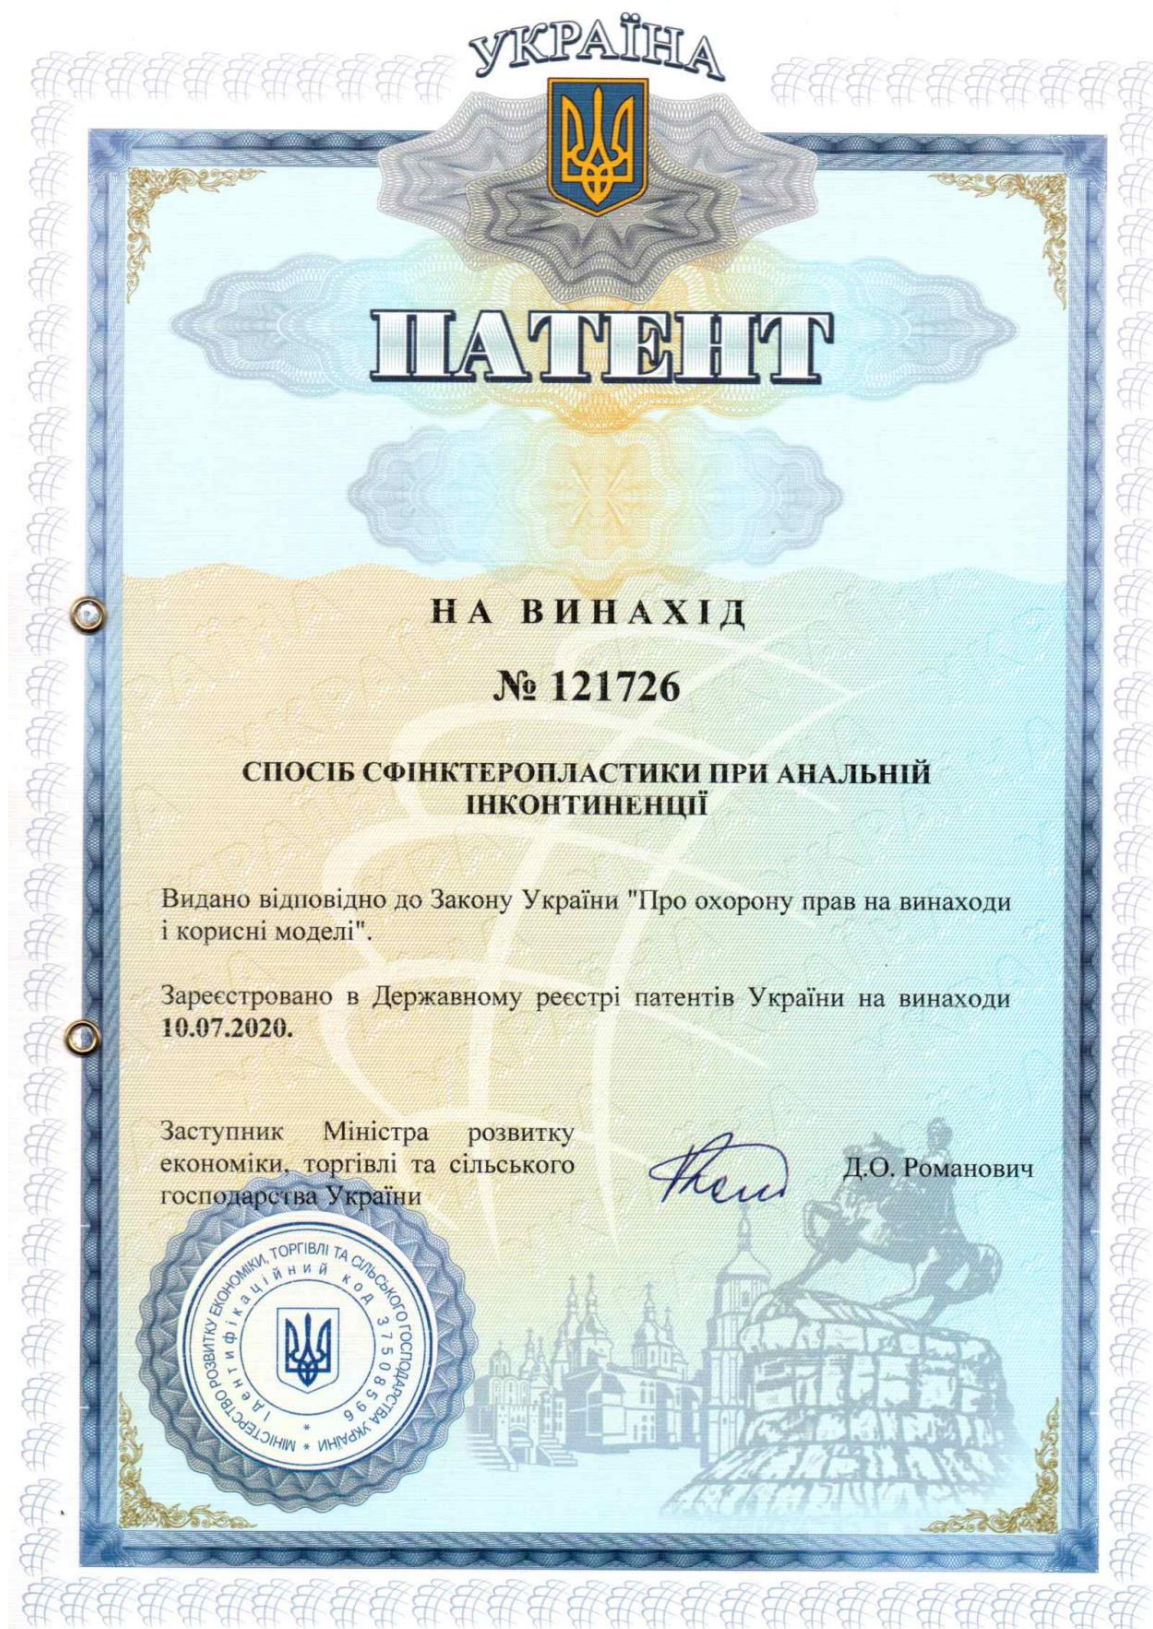 УКРАЇНА
ПАТЕНТ
НА ВИНАХІД
№ 121726
СПОСІБ СФІНКТЕРОПЛАСТИКИ ПРИ АНАЛЬНІЙ
ІНКОНТИНЕНЦІЇ
Видано відповідно до Закону України "Про охорону прав на винаходи
і корисні моделі".
Зареєстровано в Державному реєстрі патентів України на винаходи
10.07.2020.
Заступник Міністра розвитку
економіки, торгівлі та сільського
господарства України
Д.О. Романович
МІНІСТЕРСТВО РОЗВИТКУ ЕКОНОМІКИ, ТОРГІВЛІ ТА СІЛЬСЬКОГО ГОСПОДАРСТВА УКРАЇНИ *
Ідентифікаційний код 37508596 *